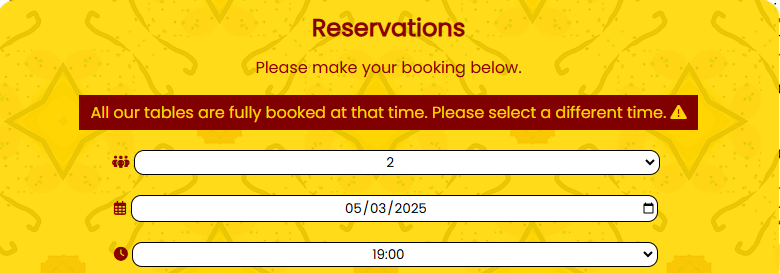 Reservations
Please make your booking below.
All our tables are fully booked at that time. Please select a different time.
2
05/03/2025
19:00